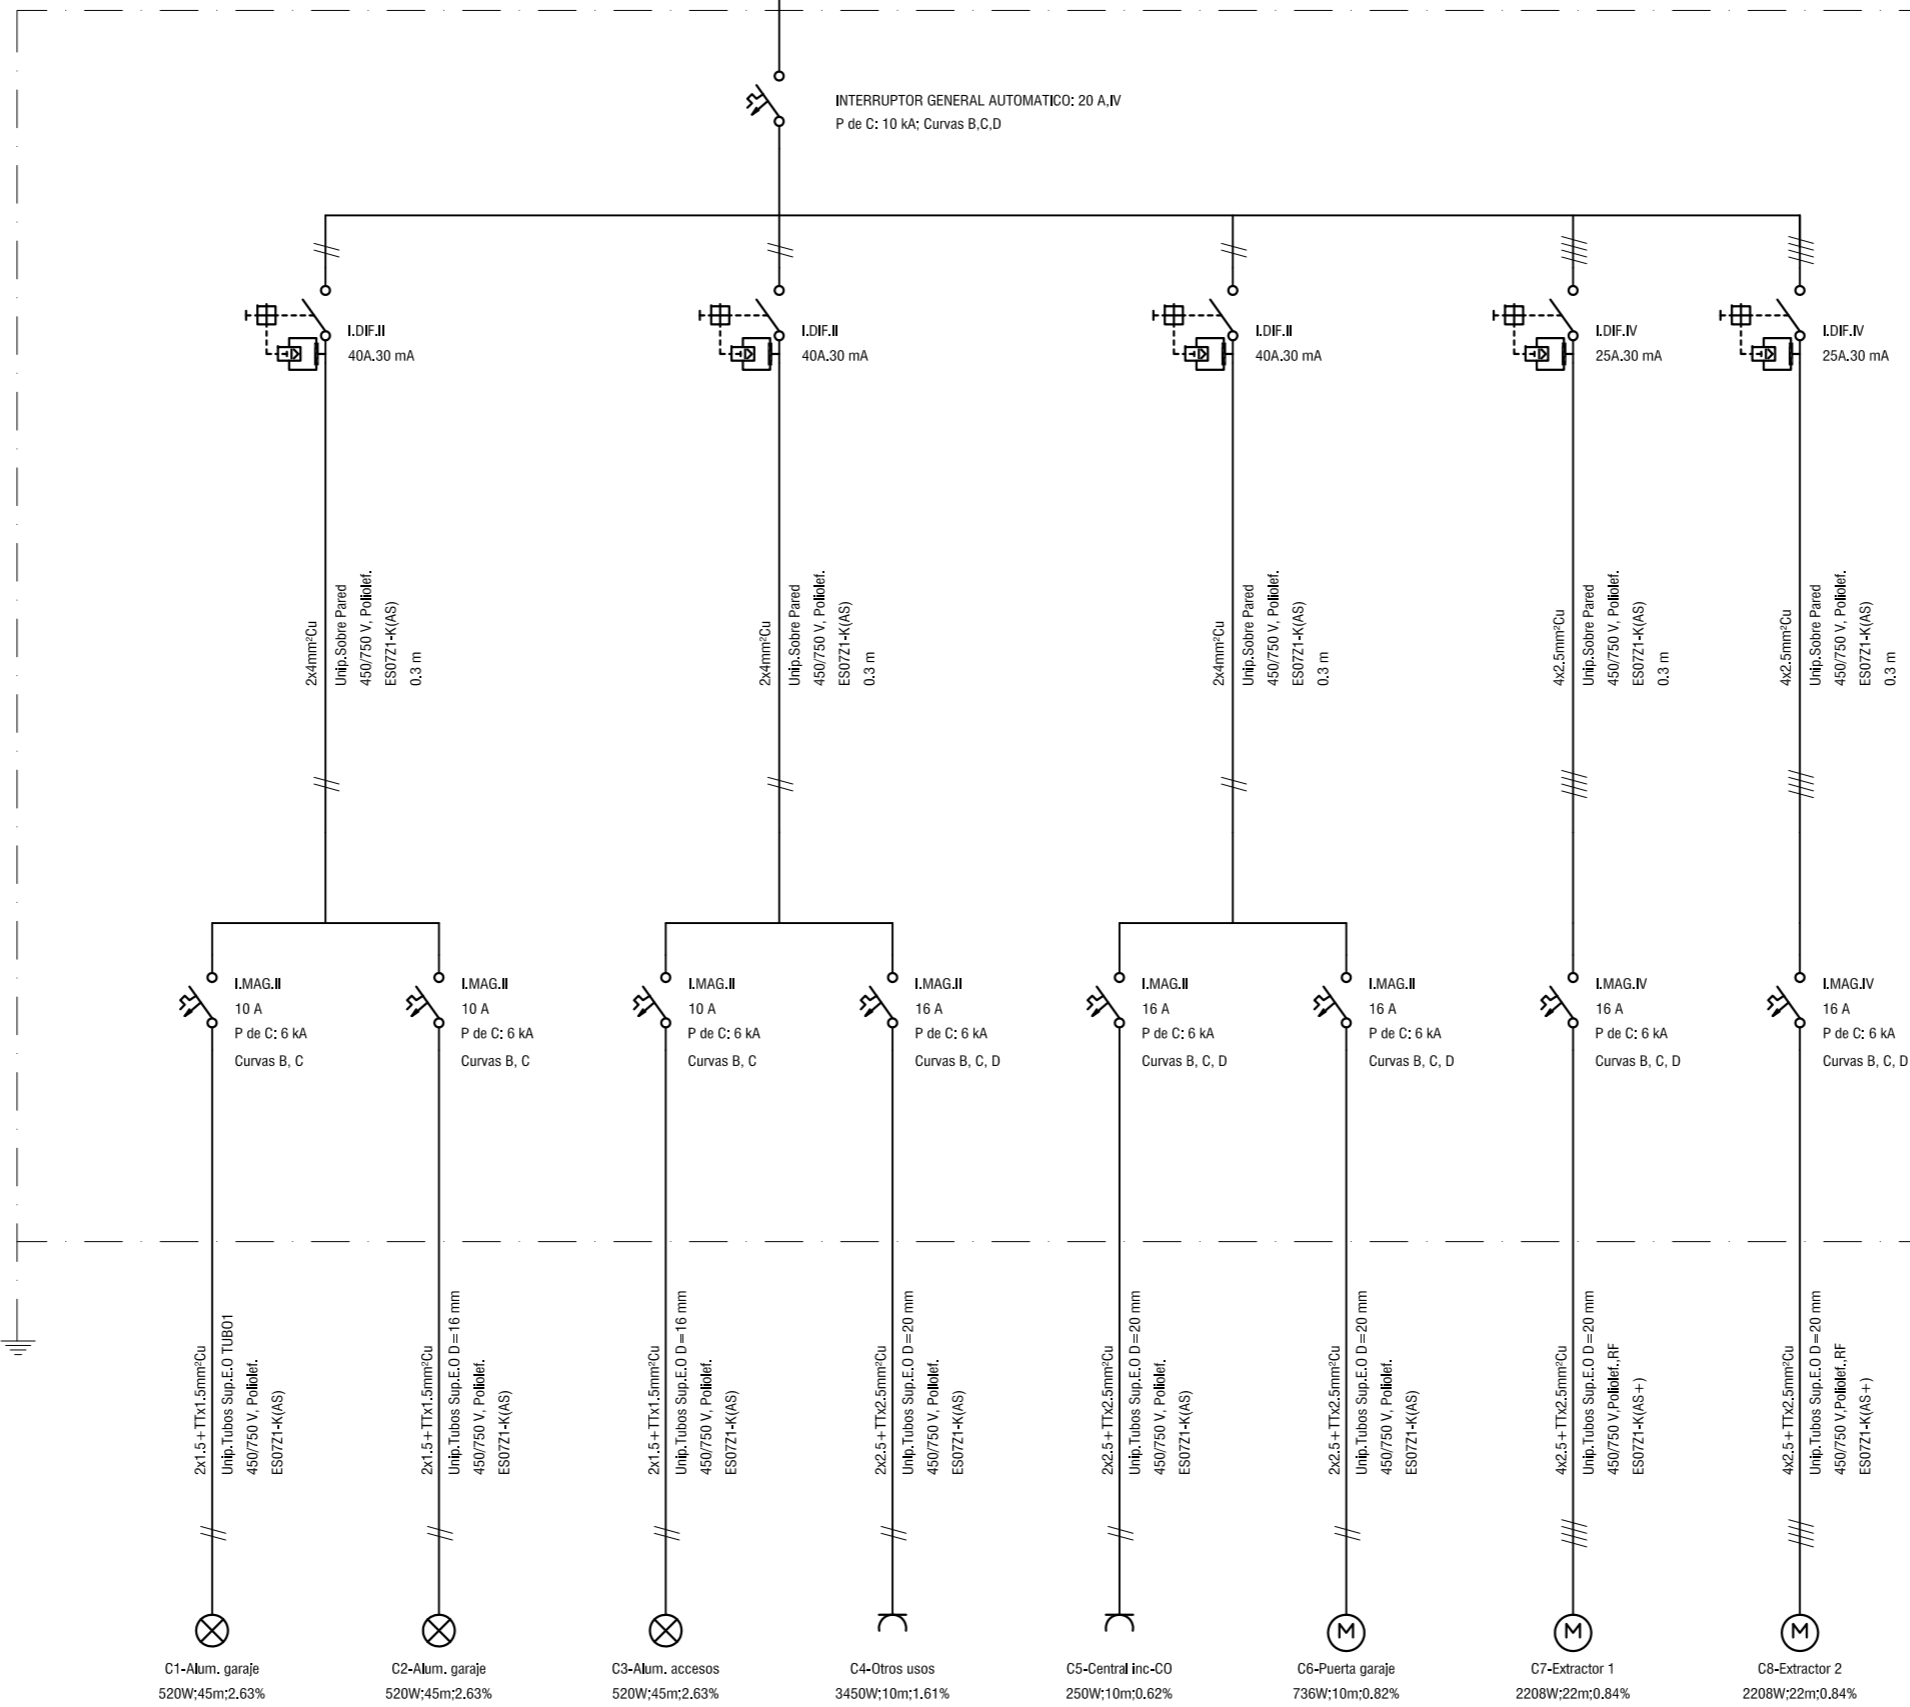 INTERRUPTOR GENERAL AUTOMATICO: 20 A,IV
P de C: 10 kA; Curvas B,C,D
I.DIF.II
40A.30 mA
I.DIF.II
40A.30 mA
I.DIF.II
40A.30 mA
I.DIF.IV
25A.30 mA
I.DIF.IV
25A.30 mA
2x4mm²Cu
Unip.Sobre Pared
450/750 V, Poliolef.
ES07Z1-K(AS)
0.3 m
2x4mm²Cu
Unip.Sobre Pared
450/750 V, Poliolef.
ES07Z1-K(AS)
0.3 m
2x4mm²Cu
Unip.Sobre Pared
450/750 V, Poliolef.
ES07Z1-K(AS)
0.3 m
4x2.5mm²Cu
Unip.Sobre Pared
450/750 V, Poliolef.
ES07Z1-K(AS)
0.3 m
4x2.5mm²Cu
Unip.Sobre Pared
450/750 V, Poliolef.
ES07Z1-K(AS)
0.3 m
I.MAG.II
10 A
P de C: 6 kA
Curvas B, C
I.MAG.II
10 A
P de C: 6 kA
Curvas B, C
I.MAG.II
10 A
P de C: 6 kA
Curvas B, C
I.MAG.II
16 A
P de C: 6 kA
Curvas B, C, D
I.MAG.II
16 A
P de C: 6 kA
Curvas B, C, D
I.MAG.II
16 A
P de C: 6 kA
Curvas B, C, D
I.MAG.IV
16 A
P de C: 6 kA
Curvas B, C, D
I.MAG.IV
16 A
P de C: 6 kA
Curvas B, C, D
2x1.5+TTx1.5mm²Cu
Unip.Tubos Sup.E.O TUBO1
450/750 V, Poliolef.
ES07Z1-K(AS)
2x1.5+TTx1.5mm²Cu
Unip.Tubos Sup.E.O D=16 mm
450/750 V, Poliolef.
ES07Z1-K(AS)
2x1.5+TTx1.5mm²Cu
Unip.Tubos Sup.E.O D=16 mm
450/750 V, Poliolef.
ES07Z1-K(AS)
2x2.5+TTx2.5mm²Cu
Unip.Tubos Sup.E.O D=20 mm
450/750 V, Poliolef.
ES07Z1-K(AS)
2x2.5+TTx2.5mm²Cu
Unip.Tubos Sup.E.O D=20 mm
450/750 V, Poliolef.
ES07Z1-K(AS)
2x2.5+TTx2.5mm²Cu
Unip.Tubos Sup.E.O D=20 mm
450/750 V, Poliolef.
ES07Z1-K(AS)
4x2.5+TTx2.5mm²Cu
Unip.Tubos Sup.E.O D=20 mm
450/750 V,Poliolef.,RF
ES07Z1-K(AS+)
4x2.5+TTx2.5mm²Cu
Unip.Tubos Sup.E.O D=20 mm
450/750 V,Poliolef.,RF
ES07Z1-K(AS+)
M
M
M
C1-Alum. garaje
520W;45m;2.63%
C2-Alum. garaje
520W;45m;2.63%
C3-Alum. accesos
520W;45m;2.63%
C4-Otros usos
3450W;10m;1.61%
C5-Central inc-CO
250W;10m;0.62%
C6-Puerta garaje
736W;10m;0.82%
C7-Extractor 1
2208W;22m;0.84%
C8-Extractor 2
2208W;22m;0.84%